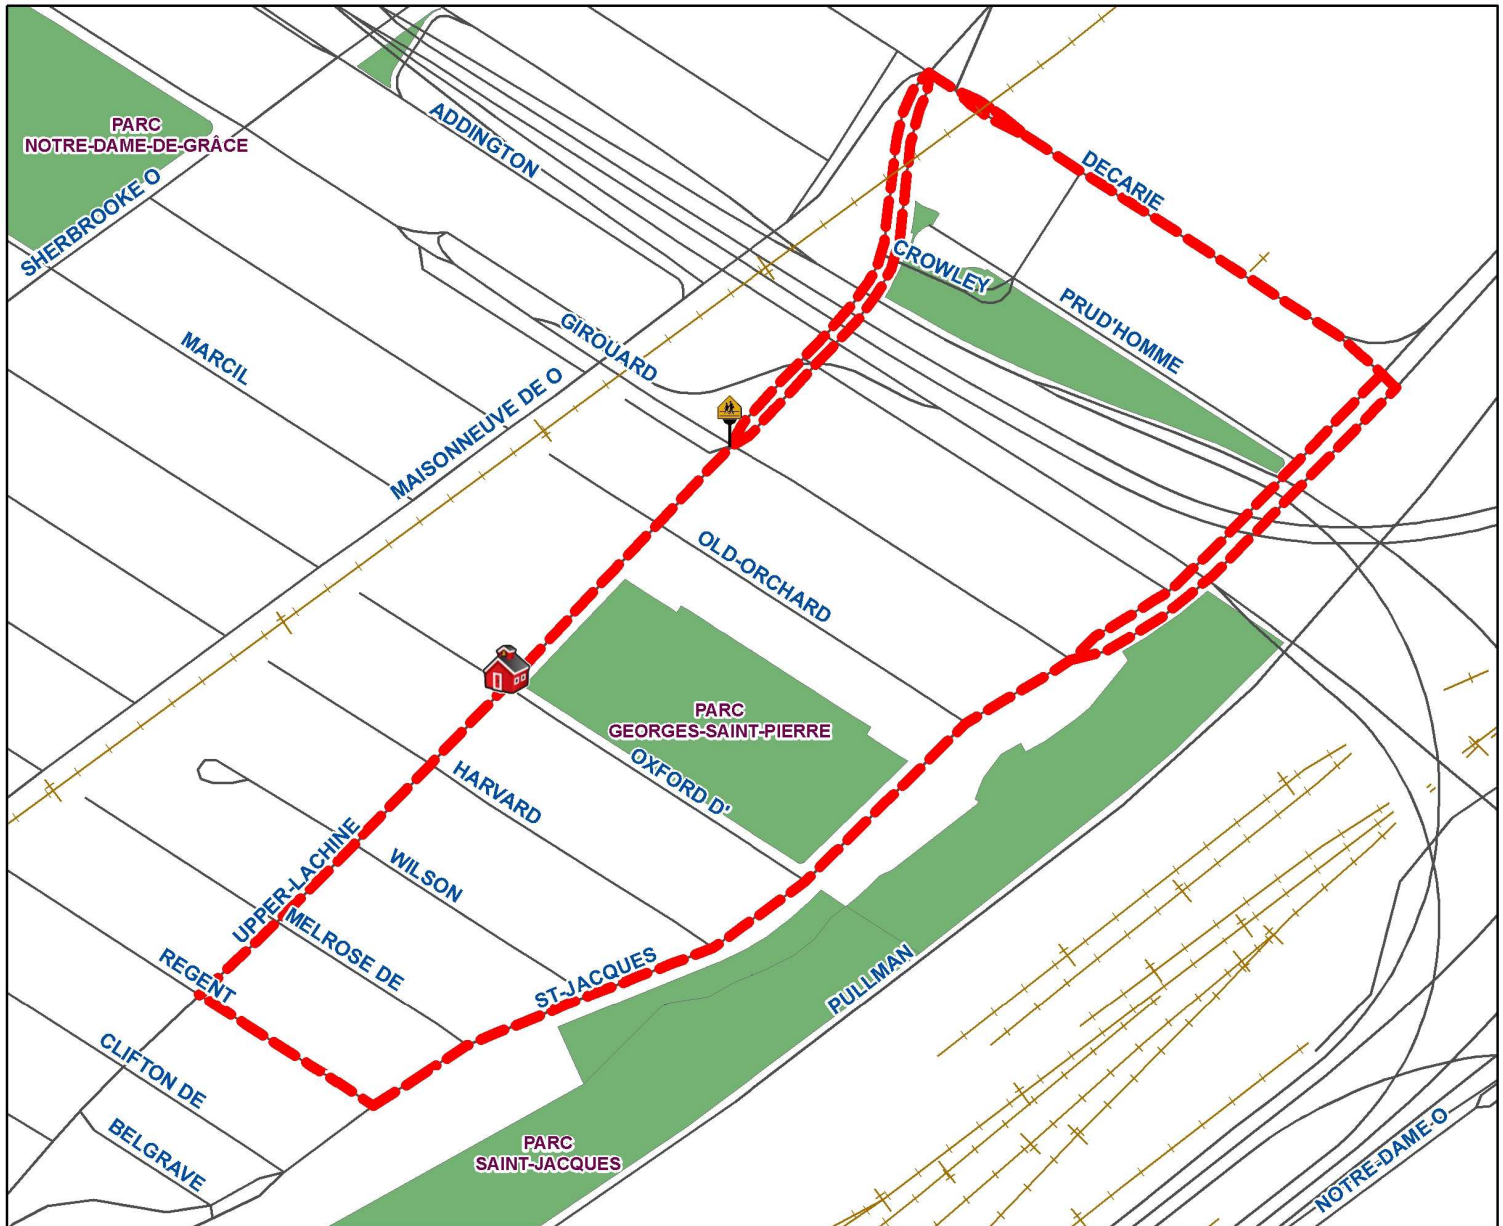 PARC
NOTRE-DAME-DE-GRÂCE
ADDINGTON
SHERBROOKE O
DECARIE
CROWLEY
PRUD'HOMME
GIROUARD
MARCIL
MAISONNEUVE DE O
OLD-ORCHARD
PARC
GEORGES-SAINT-PIERRE
OXFORD D'
HARVARD
WILSON
UPPER-LACHINE
MELROSE DE
REGENT
ST-JACQUES
PULLMAN
CLIFTON DE
BELGRAVE
PARC
SAINT-JACQUES
NOTRE-DAME-O